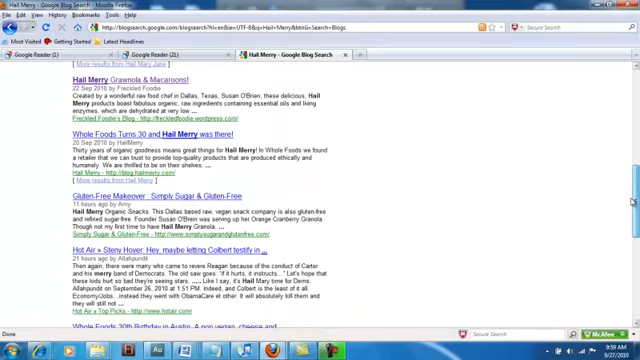 Hail Merry - Google Blog Search - Mozilla Firefox
File Edit View History Bookmarks Tools Help
http://blogsearch.google.com/blogsearch?hl=en&ie=UTF-8&q=Hail+Merry&btnG=Search+Blogs
Most Visited Getting Started Latest Headlines
Google Reader (1) Google Reader (21) Hail Merry - Google Blog Search
[ More results from Hail Mary Jane ]
Hail Merry Grawnola & Macaroons!
22 Sep 2010 by Freckled Foodie
Created by a wonderful raw food chef in Dallas, Texas, Susan O'Brien, these delicious, Hail
Merry products boast fabulous organic, raw ingredients containing essential oils and living
enzymes, which are dehydrated at very low ...
Freckled Foodie's Blog - http://freckledfoodie.wordpress.com/
Whole Foods Turns 30 and Hail Merry was there!
20 Sep 2010 by HailMerry
Thirty years of organic goodness means great things for Hail Merry! In Whole Foods we found
a retailer that we can trust to provide top-quality products that are produced ethically and
humanely. We are thrilled to be on their shelves, ...
Hail Merry - http://blog.hailmerry.com/
[ More results from Hail Merry ]
Gluten-Free Makeover : Simply Sugar & Gluten-Free
11 hours ago by Amy
Hail Merry Organic Snacks. This Dallas based raw, vegan snack company is also gluten-free
and refined sugar-free. Founder Susan O'Brein was serving up her Orange Cranberry Granola.
Though not my first time to have Hail Merry Granola, ...
Simply Sugar & Gluten-Free - http://www.simplysugarandglutenfree.com/
Hot Air » Steny Hoyer: Hey, maybe letting Colbert testify in ...
21 hours ago by Allahpundit
Then again, there were many who came to revere Reagan because of the conduct of Carter
and his merry band of Democrats. The old saw goes: "if it hurts, it instructs..." Let's hope that
these kids hurt so bad they're seeing stars. ..... Like I say, it's Hail Mary time for Dems.
Allahpundit on September 26, 2010 at 1:51 PM. Indeed, and Colbert is the least of it all.
Economy/Jobs...instead they went with ObamaCare et other. It will absolutely kill them and
they will still not ...
Hot Air » Top Picks - http://www.hotair.com/
Whole Foods 30th Birthday in Austin. A pop vegan, cheese and
Done
Search McAfee
9:59 AM
9/27/2010